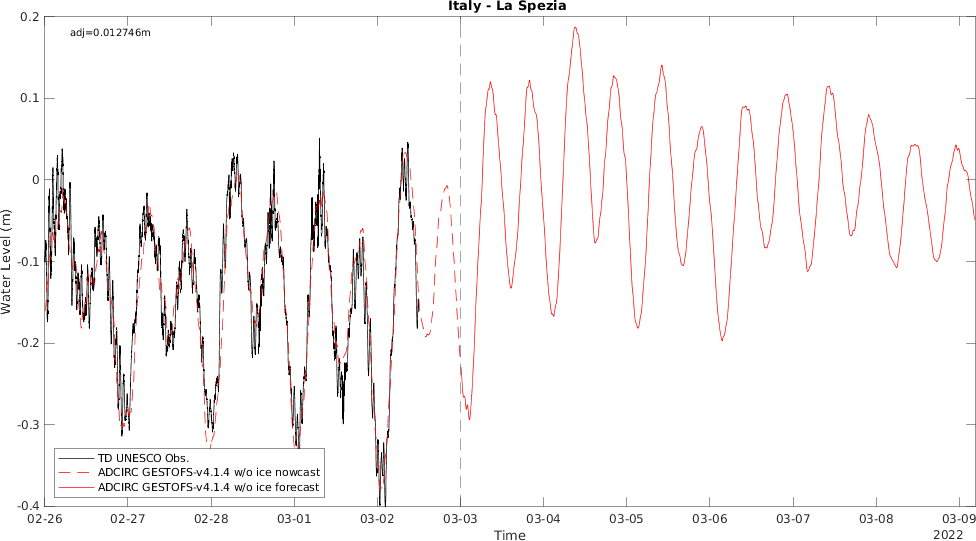 Italy - La Spezia
adj=0.012746m
0.2
0.1
0
-0.1
-0.2
-0.3
-0.4
Water Level (m)
TD UNESCO Obs.
ADCIRC GESTOFS-v4.1.4 w/o ice nowcast
ADCIRC GESTOFS-v4.1.4 w/o ice forecast
02-26 02-27 02-28 03-01 03-02 03-03 03-04 03-05 03-06 03-07 03-08 03-09
Time
2022